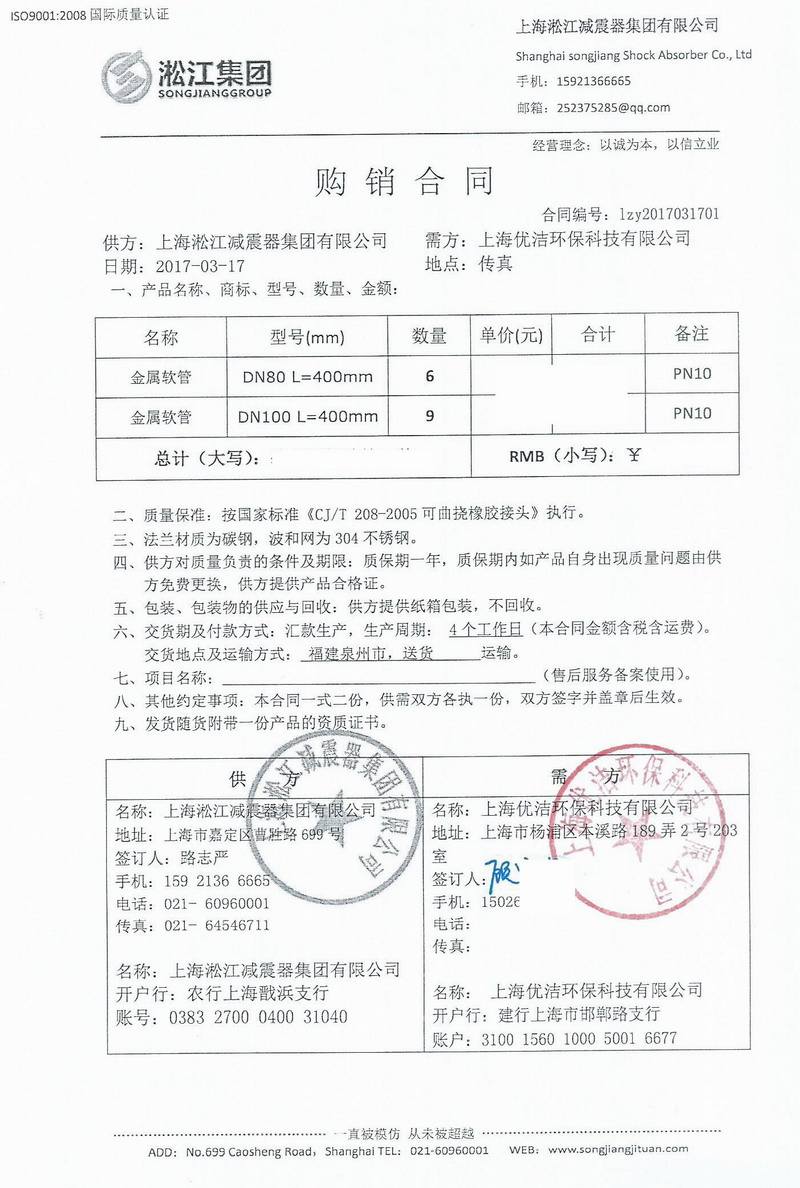 ISO9001:2008 国际质量认证
上海淞江减震器集团有限公司
Shanghai songjiang Shock Absorber Co., Ltd
手机：15921366665
邮箱：252375285@qq.com
淞江集团
SONGJIANGGROUP
经营理念：以诚为本，以信立业
购销合同
合同编号：lzy2017031701
供方：上海淞江减震器集团有限公司 需方：上海优洁环保科技有限公司
日期：2017-03-17 地点：传真
一、产品名称、商标、型号、数量、金额：
名称 型号(mm) 数量 单价(元) 合计 备注
金属软管 DN80 L=400mm 6 PN10
金属软管 DN100 L=400mm 9 PN10
总计（大写）： RMB（小写）：￥
二、质量保准：按国家标准《CJ/T 208-2005 可曲挠橡胶接头》执行。
三、法兰材质为碳钢，波和网为 304 不锈钢。
四、供方对质量负责的条件及期限：质保期一年，质保期内如产品自身出现质量问题由供
方免费更换，供方提供产品合格证。
五、包装、包装物的供应与回收：供方提供纸箱包装，不回收。
六、交货期及付款方式：汇款生产，生产周期： 4 个工作日（本合同金额含税含运费）。
交货地点及运输方式： 福建泉州市，送货 运输。
七、项目名称： （售后服务备案使用）。
八、其他约定事项：本合同一式二份，供需双方各执一份，双方签字并盖章后生效。
九、发货随货附带一份产品的资质证书。
供 方
名称：上海淞江减震器集团有限公司
地址：上海市嘉定区曹胜路 699 号
签订人：路志严
手机：159 2136 6665
电话：021- 60960001
传真：021- 64546711
名称：上海淞江减震器集团有限公司
开户行：农行上海戬浜支行
账号：0383 2700 0400 31040
上海淞江减震器集团有限公司
需 方
名称：上海优洁环保科技有限公司
地址：上海市杨浦区本溪路 189 弄 2 号 203
室
签订人：
手机：15026
电话：
传真：
名称： 上海优洁环保科技有限公司
开户行：建行上海市邯郸路支行
账户：3100 1560 1000 5001 6677
上海优洁环保科技有限公司
一直被模仿 从未被超越
ADD：No.699 Caosheng Road，Shanghai TEL：021-60960001 WEB：www.songjiangjituan.com